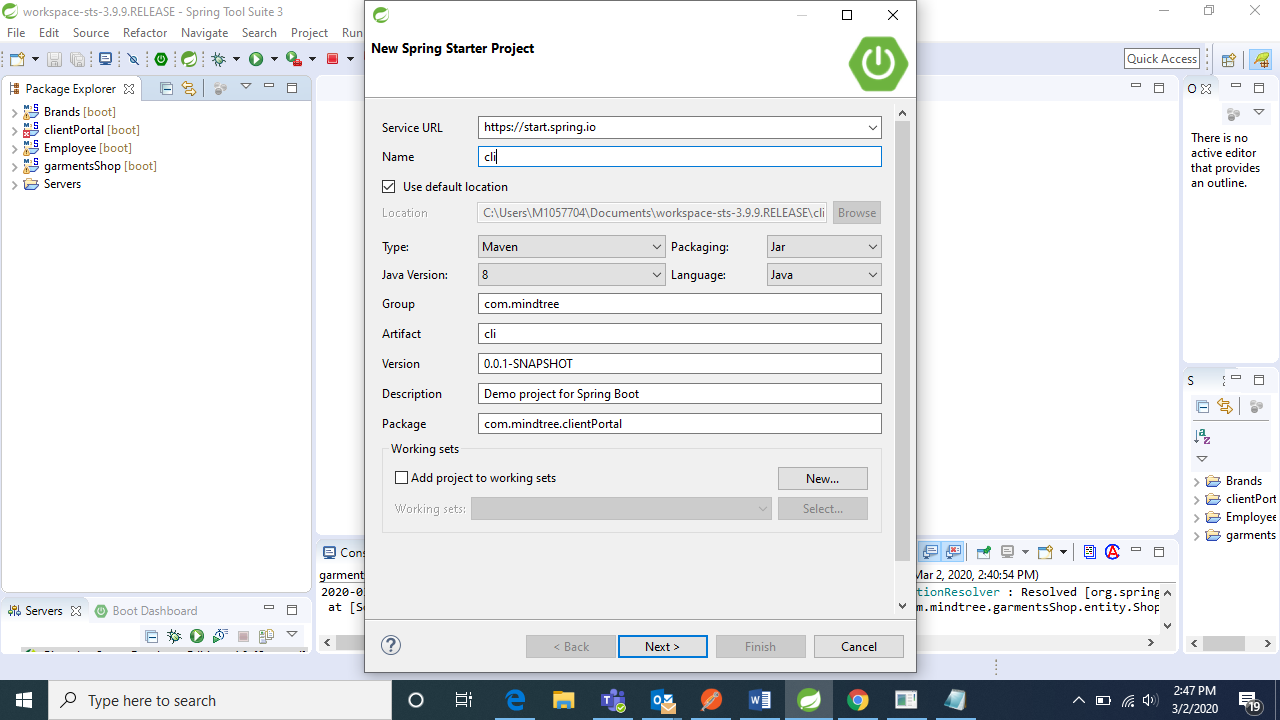 workspace-sts-3.9.9.RELEASE - Spring Tool Suite 3
File Edit Source Refactor Navigate Search Project Run
Quick Access
Package Explorer
Brands [boot]
clientPortal [boot]
Employee [boot]
garmentsShop [boot]
Servers
New Spring Starter Project
Service URL https://start.spring.io
Name cli
Use default location
Location C:\Users\M1057704\Documents\workspace-sts-3.9.9.RELEASE\cli Browse
Type: Maven Packaging: Jar
Java Version: 8 Language: Java
Group com.mindtree
Artifact cli
Version 0.0.1-SNAPSHOT
Description Demo project for Spring Boot
Package com.mindtree.clientPortal
Working sets
Add project to working sets New...
Working sets: Select...
< Back Next > Finish Cancel
O
There is no
active editor
that provides
an outline.
S
Brands
clientPort
Employee
garments
Cons
garment
Mar 2, 2020, 2:40:54 PM)
2020-0
tionResolver : Resolved [org.spring
at [So
m.mindtree.garmentsShop.entity.Shop
Servers Boot Dashboard
Type here to search
2:47 PM
3/2/2020
19